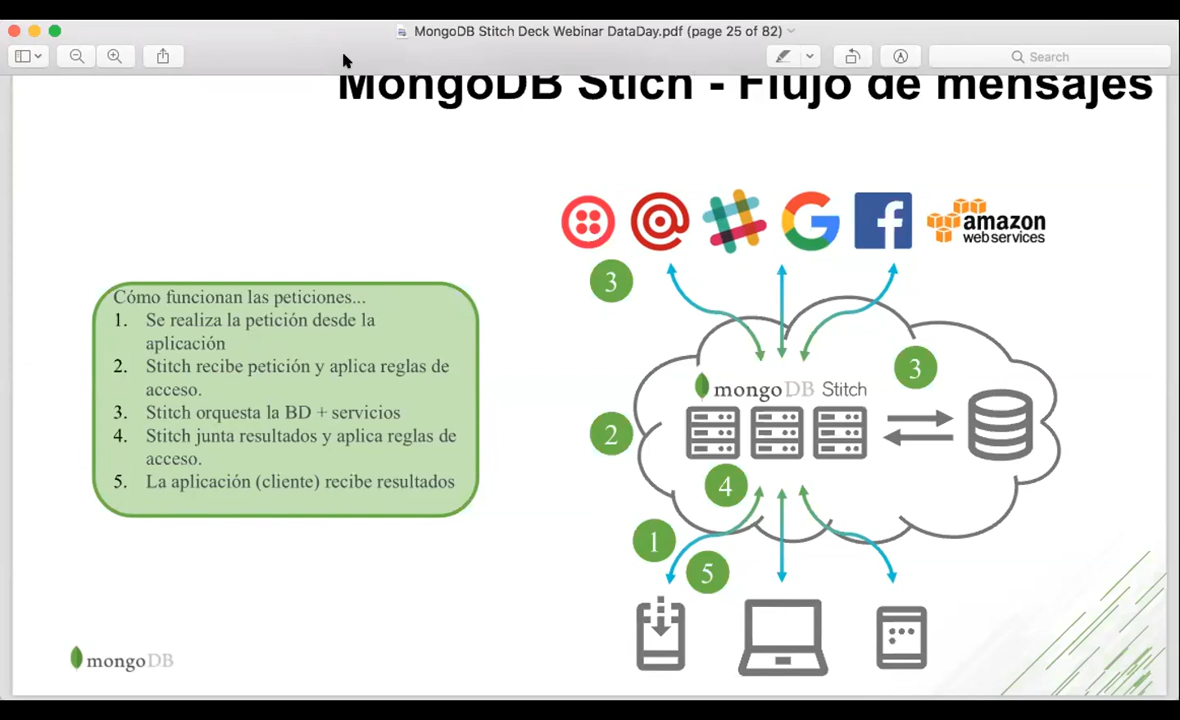 MongoDB Stitch Deck Webinar DataDay.pdf (page 25 of 82)
Search
MongoDB Stich - Flujo de mensajes
amazon
webservices
3
Cómo funcionan las peticiones...
1. Se realiza la petición desde la
aplicación
2. Stitch recibe petición y aplica reglas de
acceso.
3. Stitch orquesta la BD + servicios
4. Stitch junta resultados y aplica reglas de
acceso.
5. La aplicación (cliente) recibe resultados
3
mongoDB Stitch
2
4
1
5
mongoDB